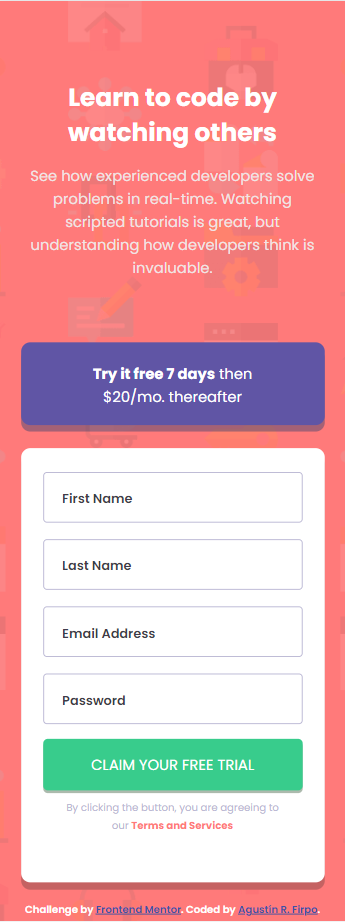 Learn to code by
watching others
See how experienced developers solve
problems in real-time. Watching
scripted tutorials is great, but
understanding how developers think is
invaluable.
Try it free 7 days then
$20/mo. thereafter
First Name
Last Name
Email Address
Password
CLAIM YOUR FREE TRIAL
By clicking the button, you are agreeing to
our Terms and Services
Challenge by Frontend Mentor. Coded by Agustin R. Firpo.